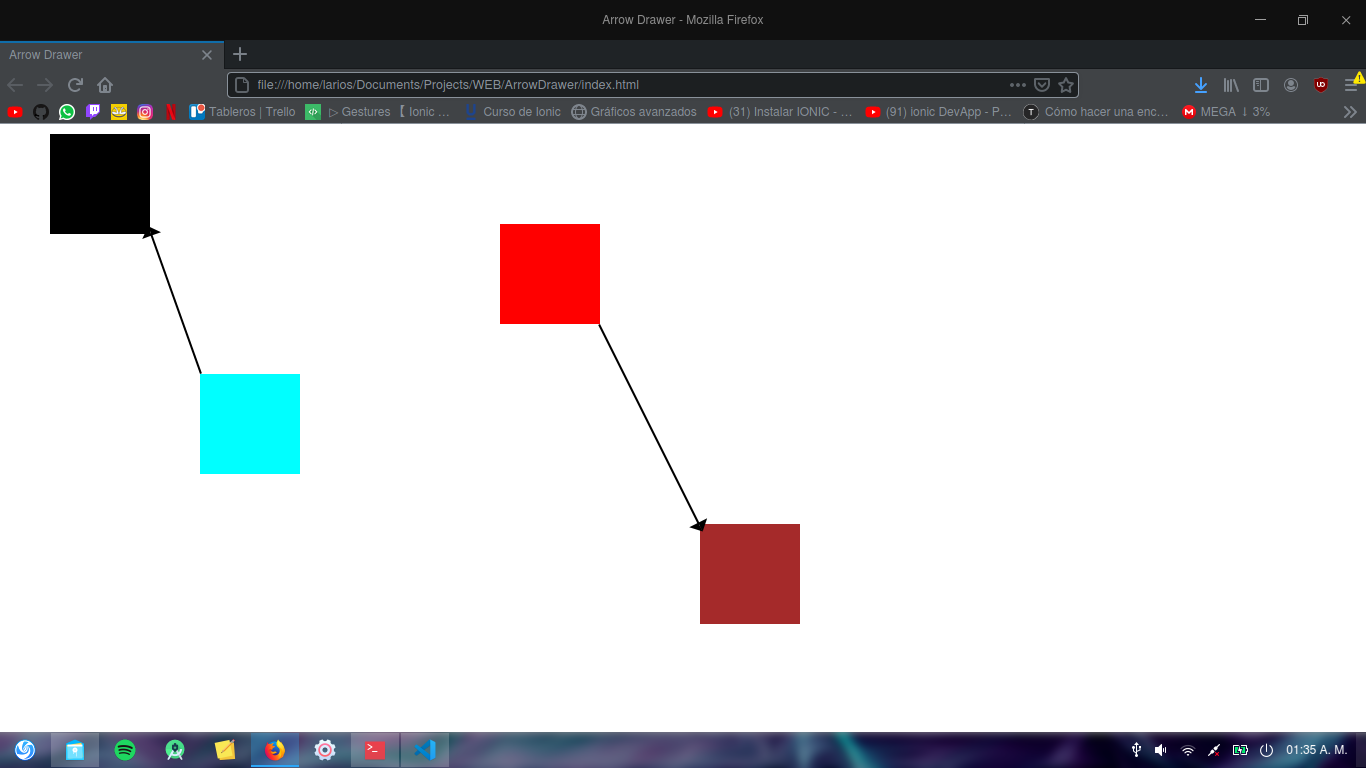 Arrow Drawer - Mozilla Firefox
Arrow Drawer
file:///home/larios/Documents/Projects/WEB/ArrowDrawer/index.html
Tableros | Trello ▷ Gestures 【 Ionic … Curso de Ionic Gráficos avanzados (31) Instalar IONIC - … (91) ionic DevApp - P… Cómo hacer una enc… MEGA ⇓ 3%
01:35 A. M.